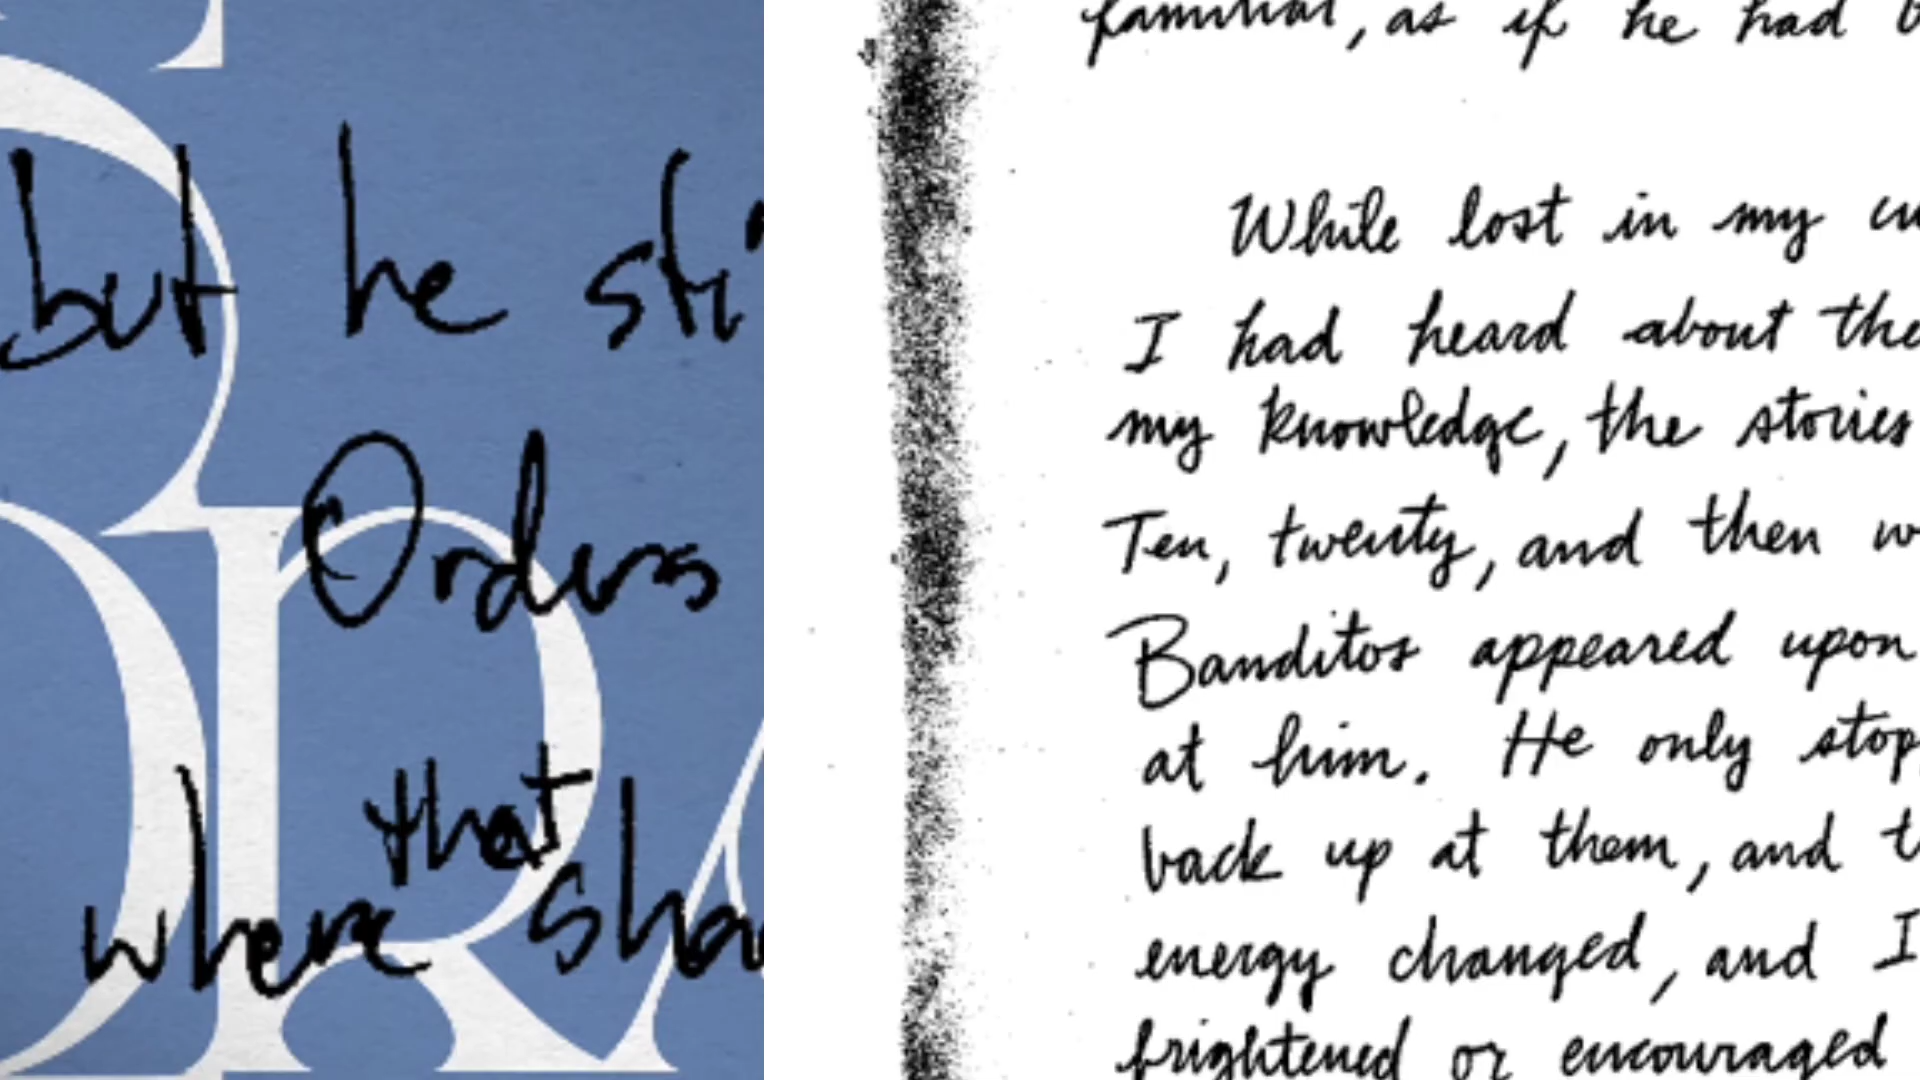 but he sti
Orders
that
where sha
familiar, as if he had
While lost in my cu
I had heard about the
my knowledge, the stories
Ten, twenty, and then w
Banditos appeared upon
at him. He only stop
back up at them, and t
energy changed, and I
frightened or encouraged